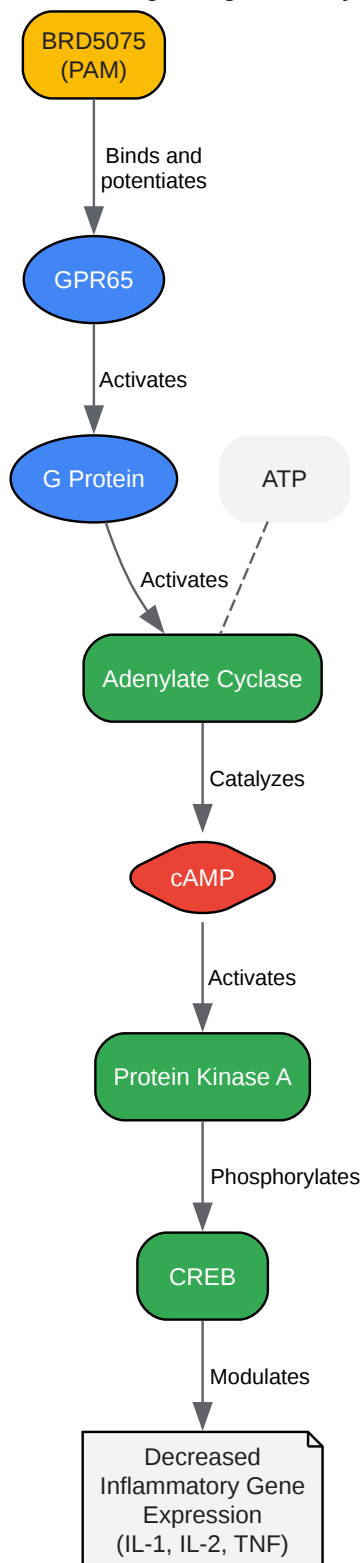 BRD5075
(PAM)
Binds and
potentiates
GPR65
Activates
G Protein
ATP
Activates
Adenylate Cyclase
Catalyzes
cAMP
Activates
Protein Kinase A
Phosphorylates
CREB
Modulates
Decreased
Inflammatory Gene
Expression
(IL-1, IL-2, TNF)